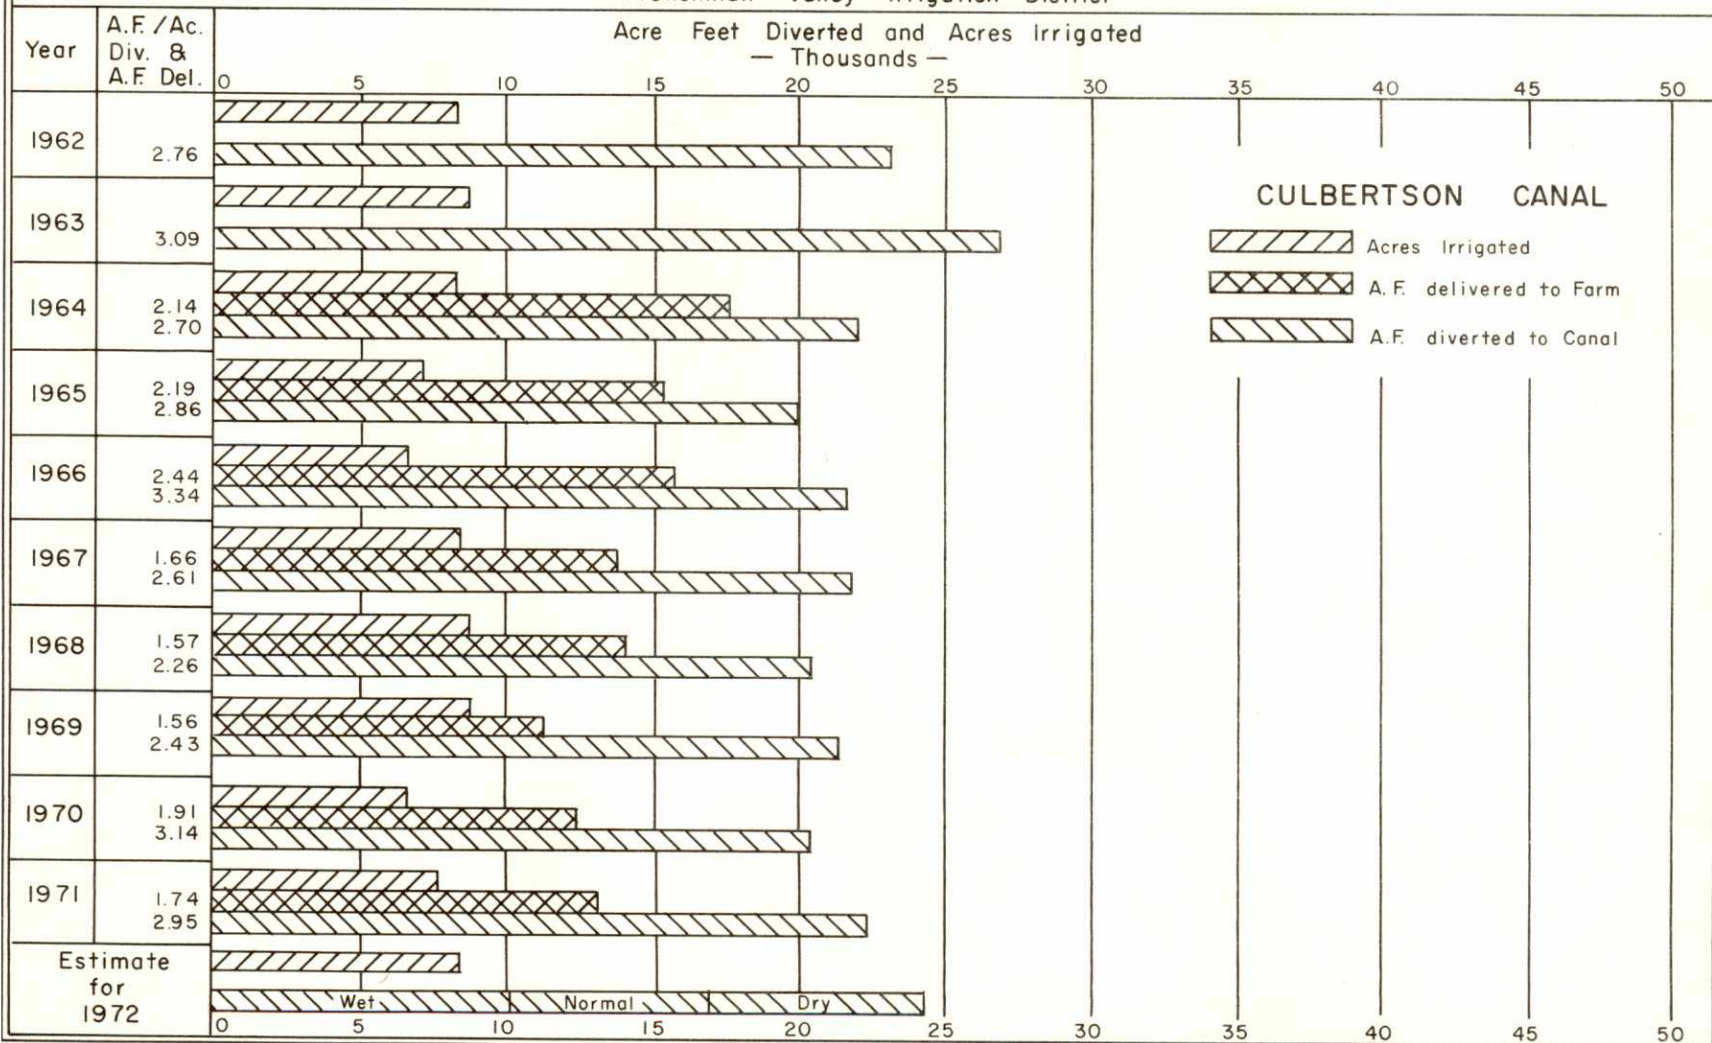 Valley Irrigation District
Year
A.F. /Ac.
Div. &
A.F. Del.
Acre Feet Diverted and Acres Irrigated
— Thousands —
0 5 10 15 20 25 30 35 40 45 50
1962
2.76
1963
3.09
1964
2.14
2.70
1965
2.19
2.86
1966
2.44
3.34
1967
1.66
2.61
1968
1.57
2.26
1969
1.56
2.43
1970
1.91
3.14
1971
1.74
2.95
Estimate
for
1972
Wet Normal Dry
0 5 10 15 20 25 30 35 40 45 50
CULBERTSON CANAL
Acres Irrigated
A.F. delivered to Farm
A.F. diverted to Canal